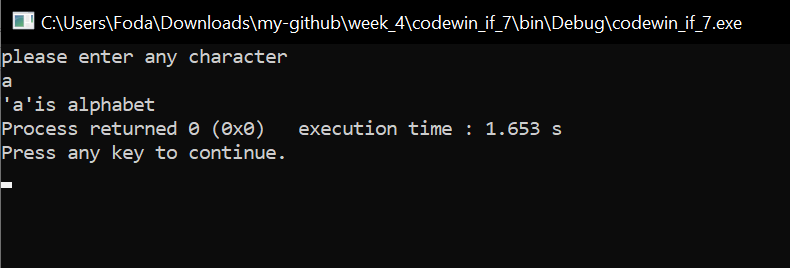 C:\Users\Foda\Downloads\my-github\week_4\codewin_if_7\bin\Debug\codewin_if_7.exe
please enter any character
a
'a'is alphabet
Process returned 0 (0x0)   execution time : 1.653 s
Press any key to continue.